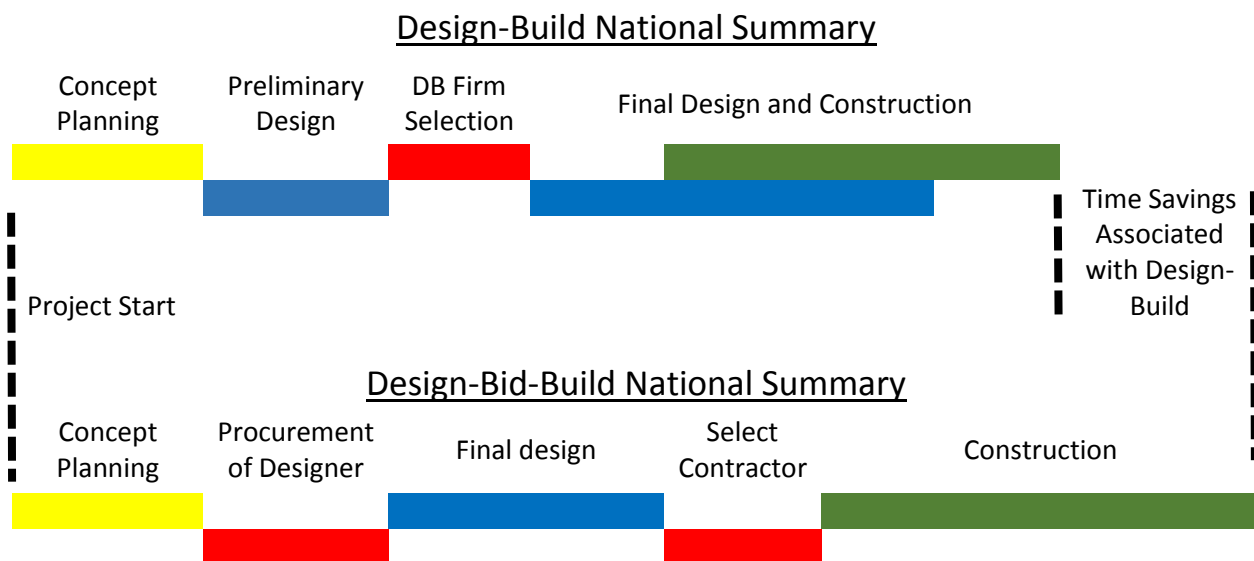 Design-Build National Summary
Concept
Planning
Preliminary
Design
DB Firm
Selection
Final Design and Construction
Time Savings
Associated
with Design-
Build
Project Start
Design-Bid-Build National Summary
Concept
Planning
Procurement
of Designer
Final design
Select
Contractor
Construction